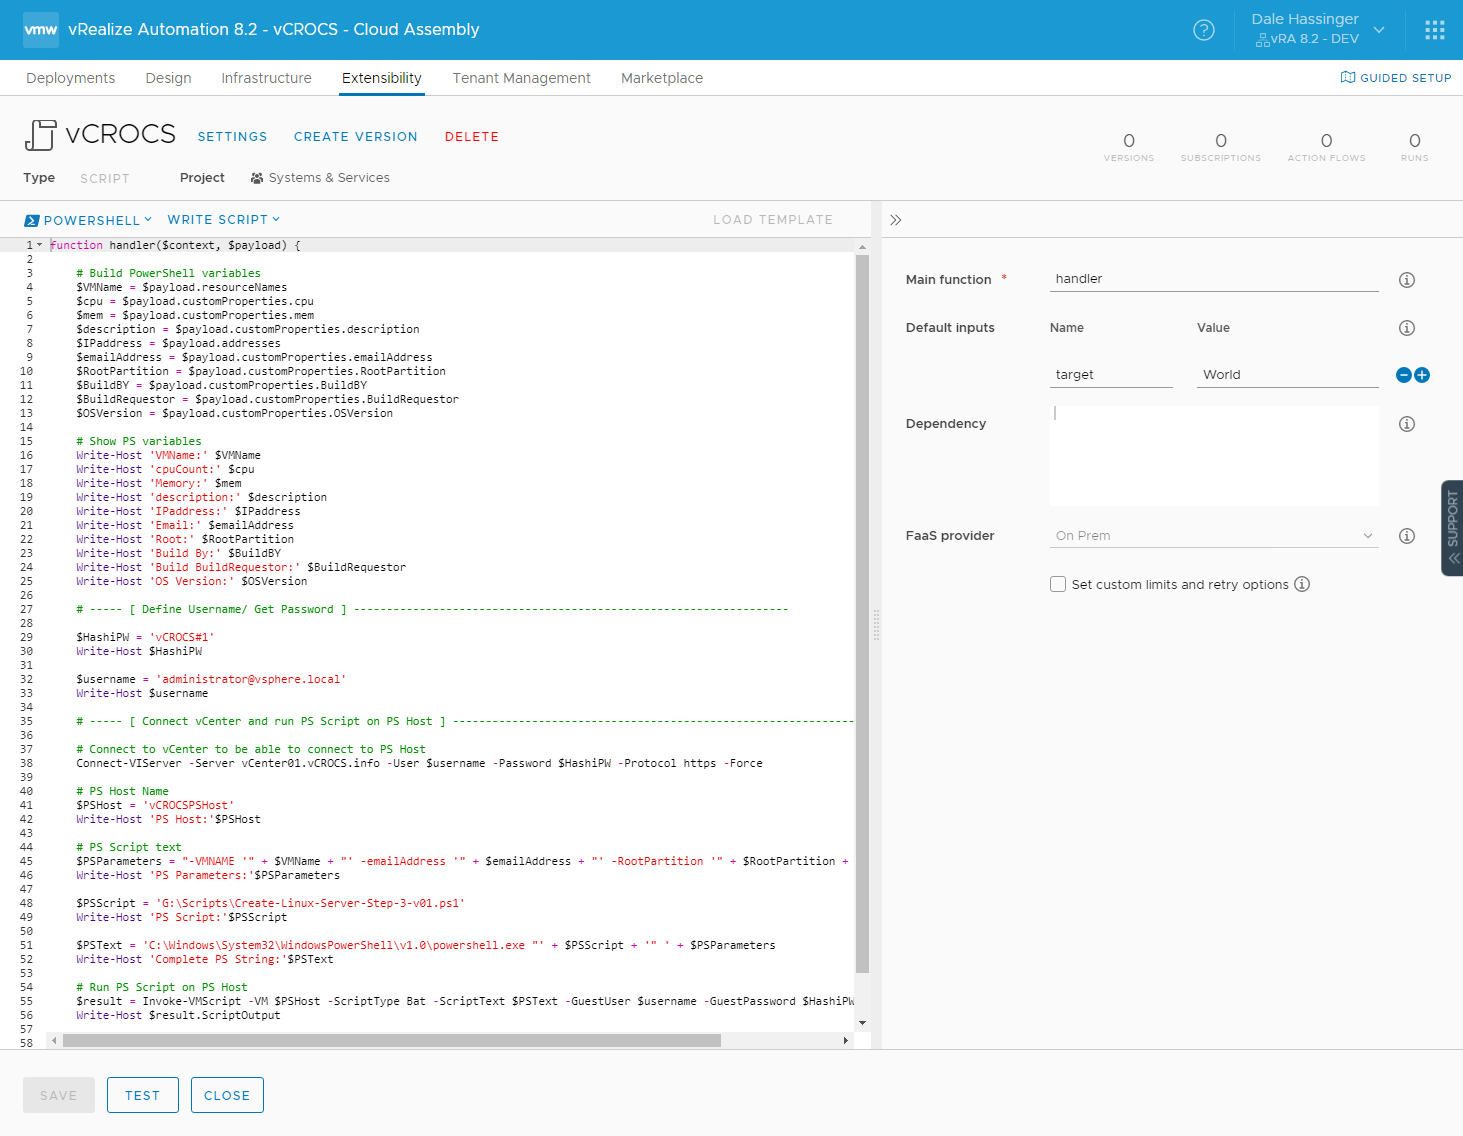 vmw vRealize Automation 8.2 - vCROCS - Cloud Assembly
? Dale Hassinger
vRA 8.2 - DEV
Deployments Design Infrastructure Extensibility Tenant Management Marketplace
GUIDED SETUP
vCROCS SETTINGS CREATE VERSION DELETE
0 VERSIONS
0 SUBSCRIPTIONS
0 ACTION FLOWS
0 RUNS
Type SCRIPT Project Systems & Services
POWERSHELL WRITE SCRIPT LOAD TEMPLATE
1 function handler($context, $payload) {
2
3 # Build PowerShell variables
4 $VMName = $payload.resourceNames
5 $cpu = $payload.customProperties.cpu
6 $mem = $payload.customProperties.mem
7 $description = $payload.customProperties.description
8 $IPaddress = $payload.addresses
9 $emailAddress = $payload.customProperties.emailAddress
10 $RootPartition = $payload.customProperties.RootPartition
11 $BuildBY = $payload.customProperties.BuildBY
12 $BuildRequestor = $payload.customProperties.BuildRequestor
13 $OSVersion = $payload.customProperties.OSVersion
14
15 # Show PS variables
16 Write-Host 'VMName:' $VMName
17 Write-Host 'cpuCount:' $cpu
18 Write-Host 'Memory:' $mem
19 Write-Host 'description:' $description
20 Write-Host 'IPaddress:' $IPaddress
21 Write-Host 'Email:' $emailAddress
22 Write-Host 'Root:' $RootPartition
23 Write-Host 'Build By:' $BuildBY
24 Write-Host 'Build BuildRequestor:' $BuildRequestor
25 Write-Host 'OS Version:' $OSVersion
26
27 # ----- [ Define Username/ Get Password ] ------------------------------------------------------------------
28
29 $HashiPW = 'vCROCS#1'
30 Write-Host $HashiPW
31
32 $username = 'administrator@vsphere.local'
33 Write-Host $username
34
35 # ----- [ Connect vCenter and run PS Script on PS Host ] -------------------------------------------------------------
36
37 # Connect to vCenter to be able to connect to PS Host
38 Connect-VIServer -Server vCenter01.vCROCS.info -User $username -Password $HashiPW -Protocol https -Force
39
40 # PS Host Name
41 $PSHost = 'vCROCSPSHost'
42 Write-Host 'PS Host:'$PSHost
43
44 # PS Script text
45 $PSParameters = "-VMNAME '" + $VMName + "' -emailAddress '" + $emailAddress + "' -RootPartition '" + $RootPartition +
46 Write-Host 'PS Parameters:'$PSParameters
47
48 $PSScript = 'G:\Scripts\Create-Linux-Server-Step-3-v01.ps1'
49 Write-Host 'PS Script:'$PSScript
50
51 $PSText = 'C:\Windows\System32\WindowsPowerShell\v1.0\powershell.exe "' + $PSScript + '" ' + $PSParameters
52 Write-Host 'Complete PS String:'$PSText
53
54 # Run PS Script on PS Host
55 $result = Invoke-VMScript -VM $PSHost -ScriptType Bat -ScriptText $PSText -GuestUser $username -GuestPassword $HashiPW
56 Write-Host $result.ScriptOutput
57
58
Main function * handler
Default inputs Name Value
target World
Dependency
FaaS provider On Prem
Set custom limits and retry options
SUPPORT
SAVE TEST CLOSE